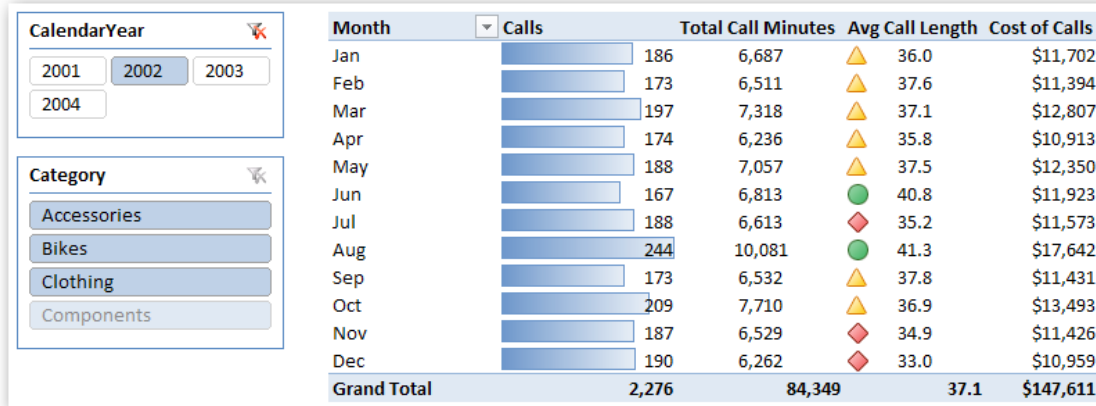 CalendarYear
2001 2002 2003
2004
Category
Accessories
Bikes
Clothing
Components
Month Calls Total Call Minutes Avg Call Length Cost of Calls
Jan 186 6,687 36.0 $11,702
Feb 173 6,511 37.6 $11,394
Mar 197 7,318 37.1 $12,807
Apr 174 6,236 35.8 $10,913
May 188 7,057 37.5 $12,350
Jun 167 6,813 40.8 $11,923
Jul 188 6,613 35.2 $11,573
Aug 244 10,081 41.3 $17,642
Sep 173 6,532 37.8 $11,431
Oct 209 7,710 36.9 $13,493
Nov 187 6,529 34.9 $11,426
Dec 190 6,262 33.0 $10,959
Grand Total 2,276 84,349 37.1 $147,611